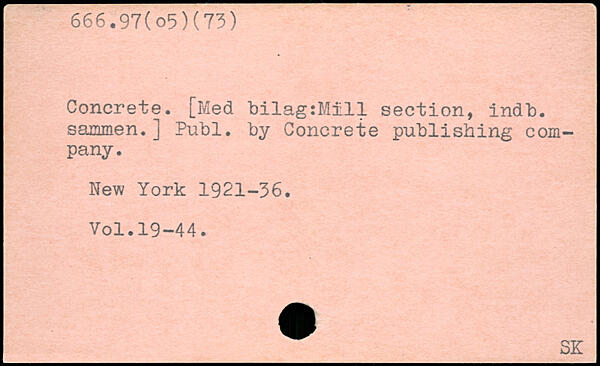 666.97(o5)(73)
Concrete. [Med bilag:Mill section, indb.
sammen.] Publ. by Concrete publishing com-
pany.
New York 1921-36.
Vol.19-44.
SK